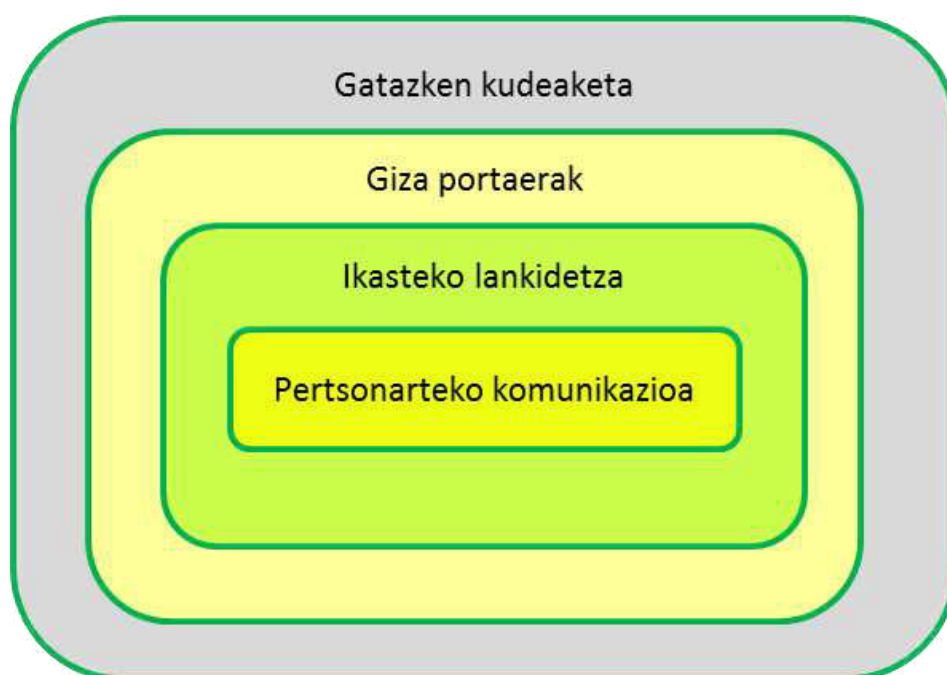 Gatazken kudeaketa
Giza portaerak
Ikasteko lankidetza
Pertsonarteko komunikazioa